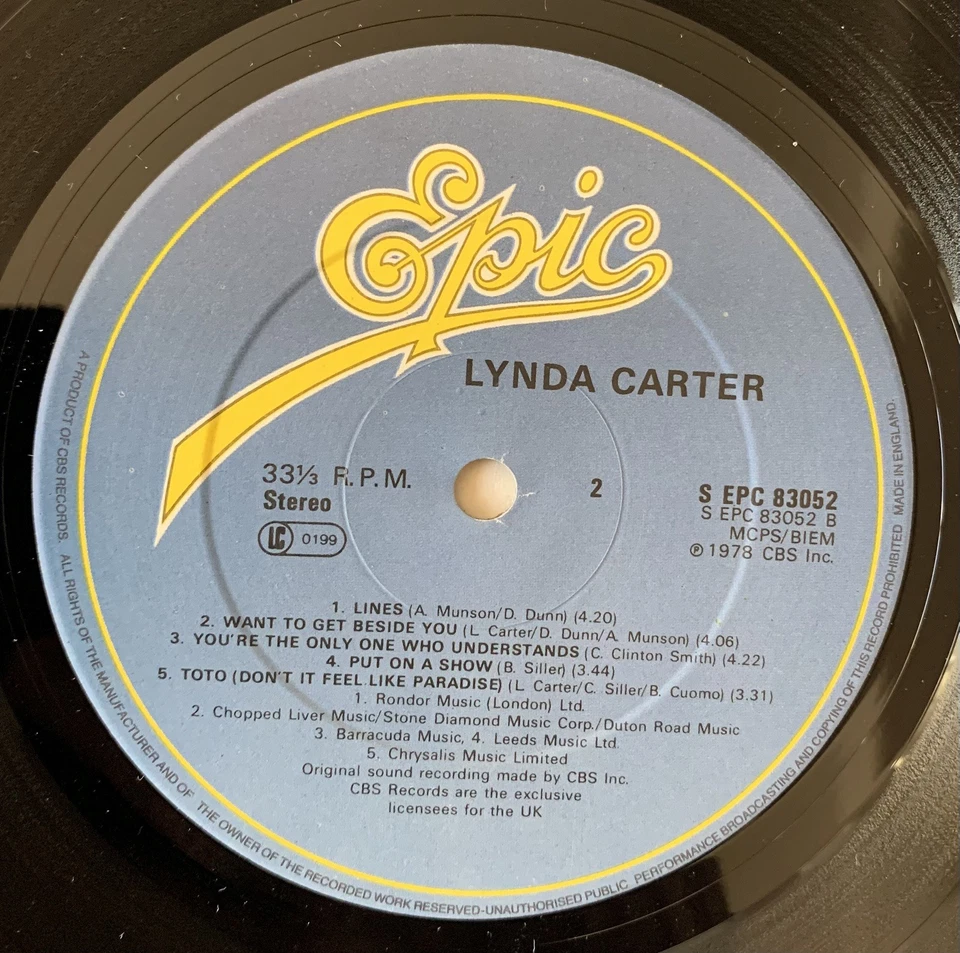 Epic
LYNDA CARTER
33⅓ R.P.M.
Stereo
LC 0199
2
S EPC 83052
S EPC 83052 B
MCPS/BIEM
℗ 1978 CBS Inc.
1. LINES (A. Munson/D. Dunn) (4.20)
2. WANT TO GET BESIDE YOU (L. Carter/D. Dunn/A. Munson) (4.06)
3. YOU'RE THE ONLY ONE WHO UNDERSTANDS (C. Clinton Smith) (4.22)
4. PUT ON A SHOW (B. Siller) (3.44)
5. TOTO (DON'T IT FEEL LIKE PARADISE) (L. Carter/C. Siller/B. Cuomo) (3.31)
1. Rondor Music (London) Ltd.
2. Chopped Liver Music/Stone Diamond Music Corp./Duton Road Music
3. Barracuda Music, 4. Leeds Music Ltd.
5. Chrysalis Music Limited
Original sound recording made by CBS Inc.
CBS Records are the exclusive
licensees for the UK
A PRODUCT OF CBS RECORDS. ALL RIGHTS OF THE MANUFACTURER AND OF THE OWNER OF THE RECORDED WORK RESERVED-UNAUTHORISED PUBLIC PERFORMANCE BROADCASTING AND COPYING OF THIS RECORD PROHIBITED MADE IN ENGLAND.